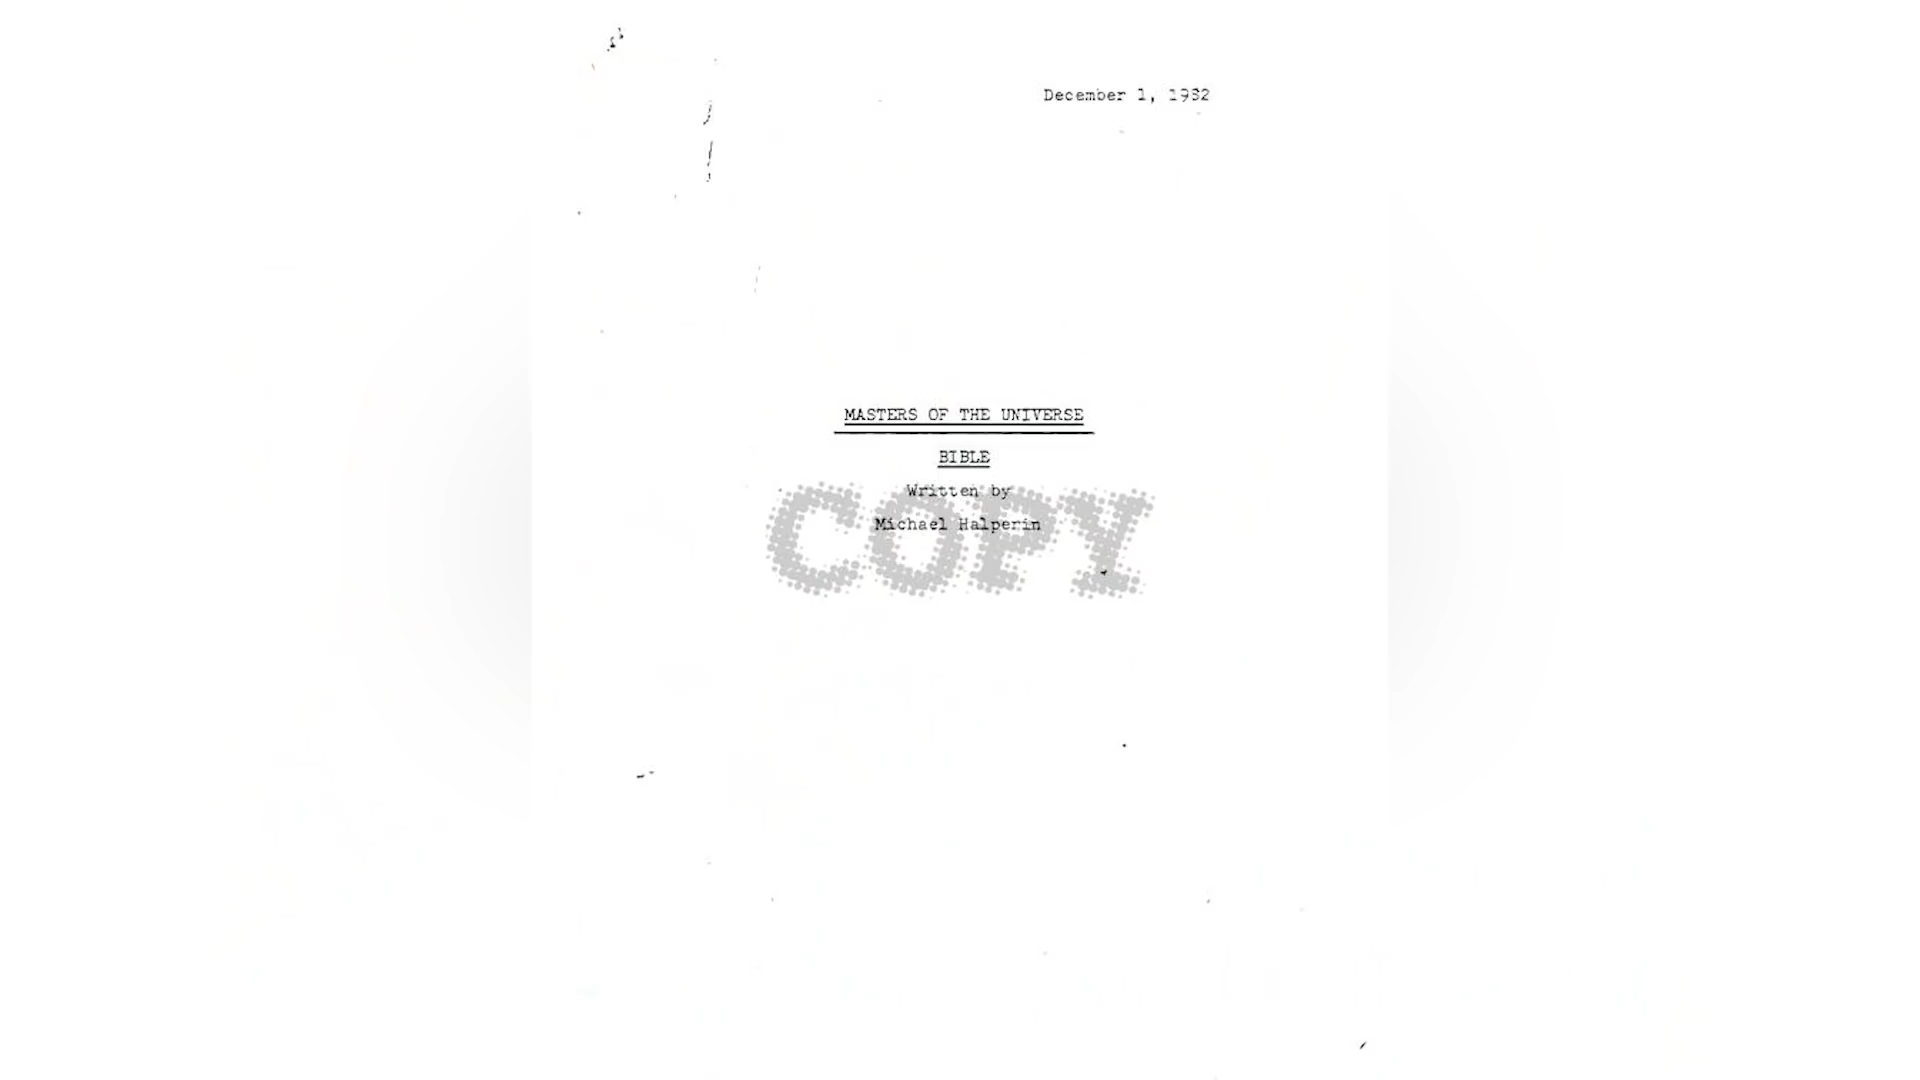 December 1, 1982
MASTERS OF THE UNIVERSE
BIBLE
Written by
Michael Halperin
COPY